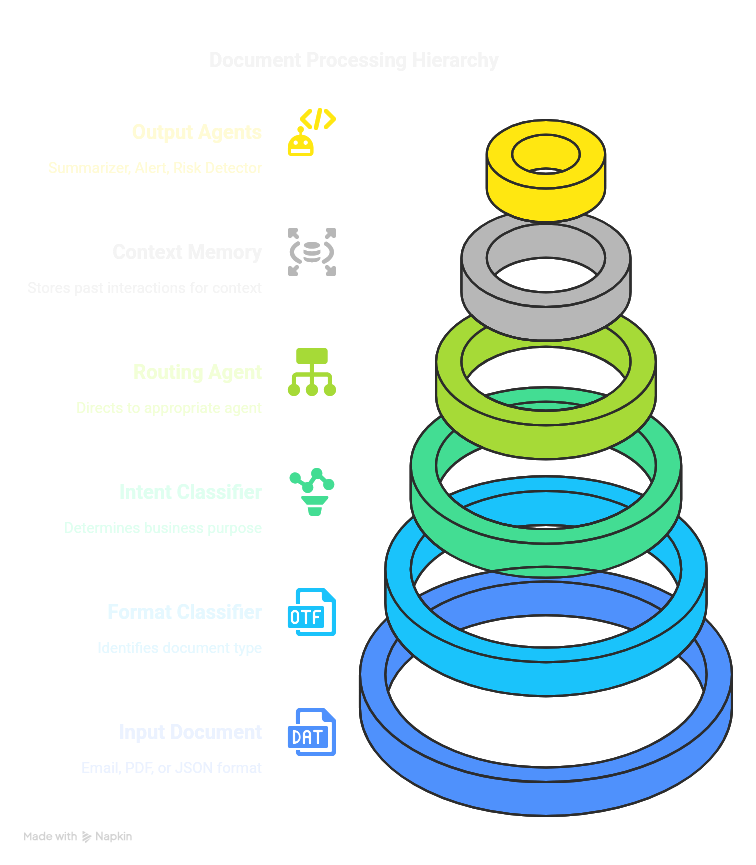 Document Processing Hierarchy
Output Agents
Summarizer, Alert, Risk Detector
Context Memory
Stores past interactions for context
Routing Agent
Directs to appropriate agent
Intent Classifier
Determines business purpose
Format Classifier
Identifies document type
OTF
Input Document
Email, PDF, or JSON format
DAT
Made with Napkin